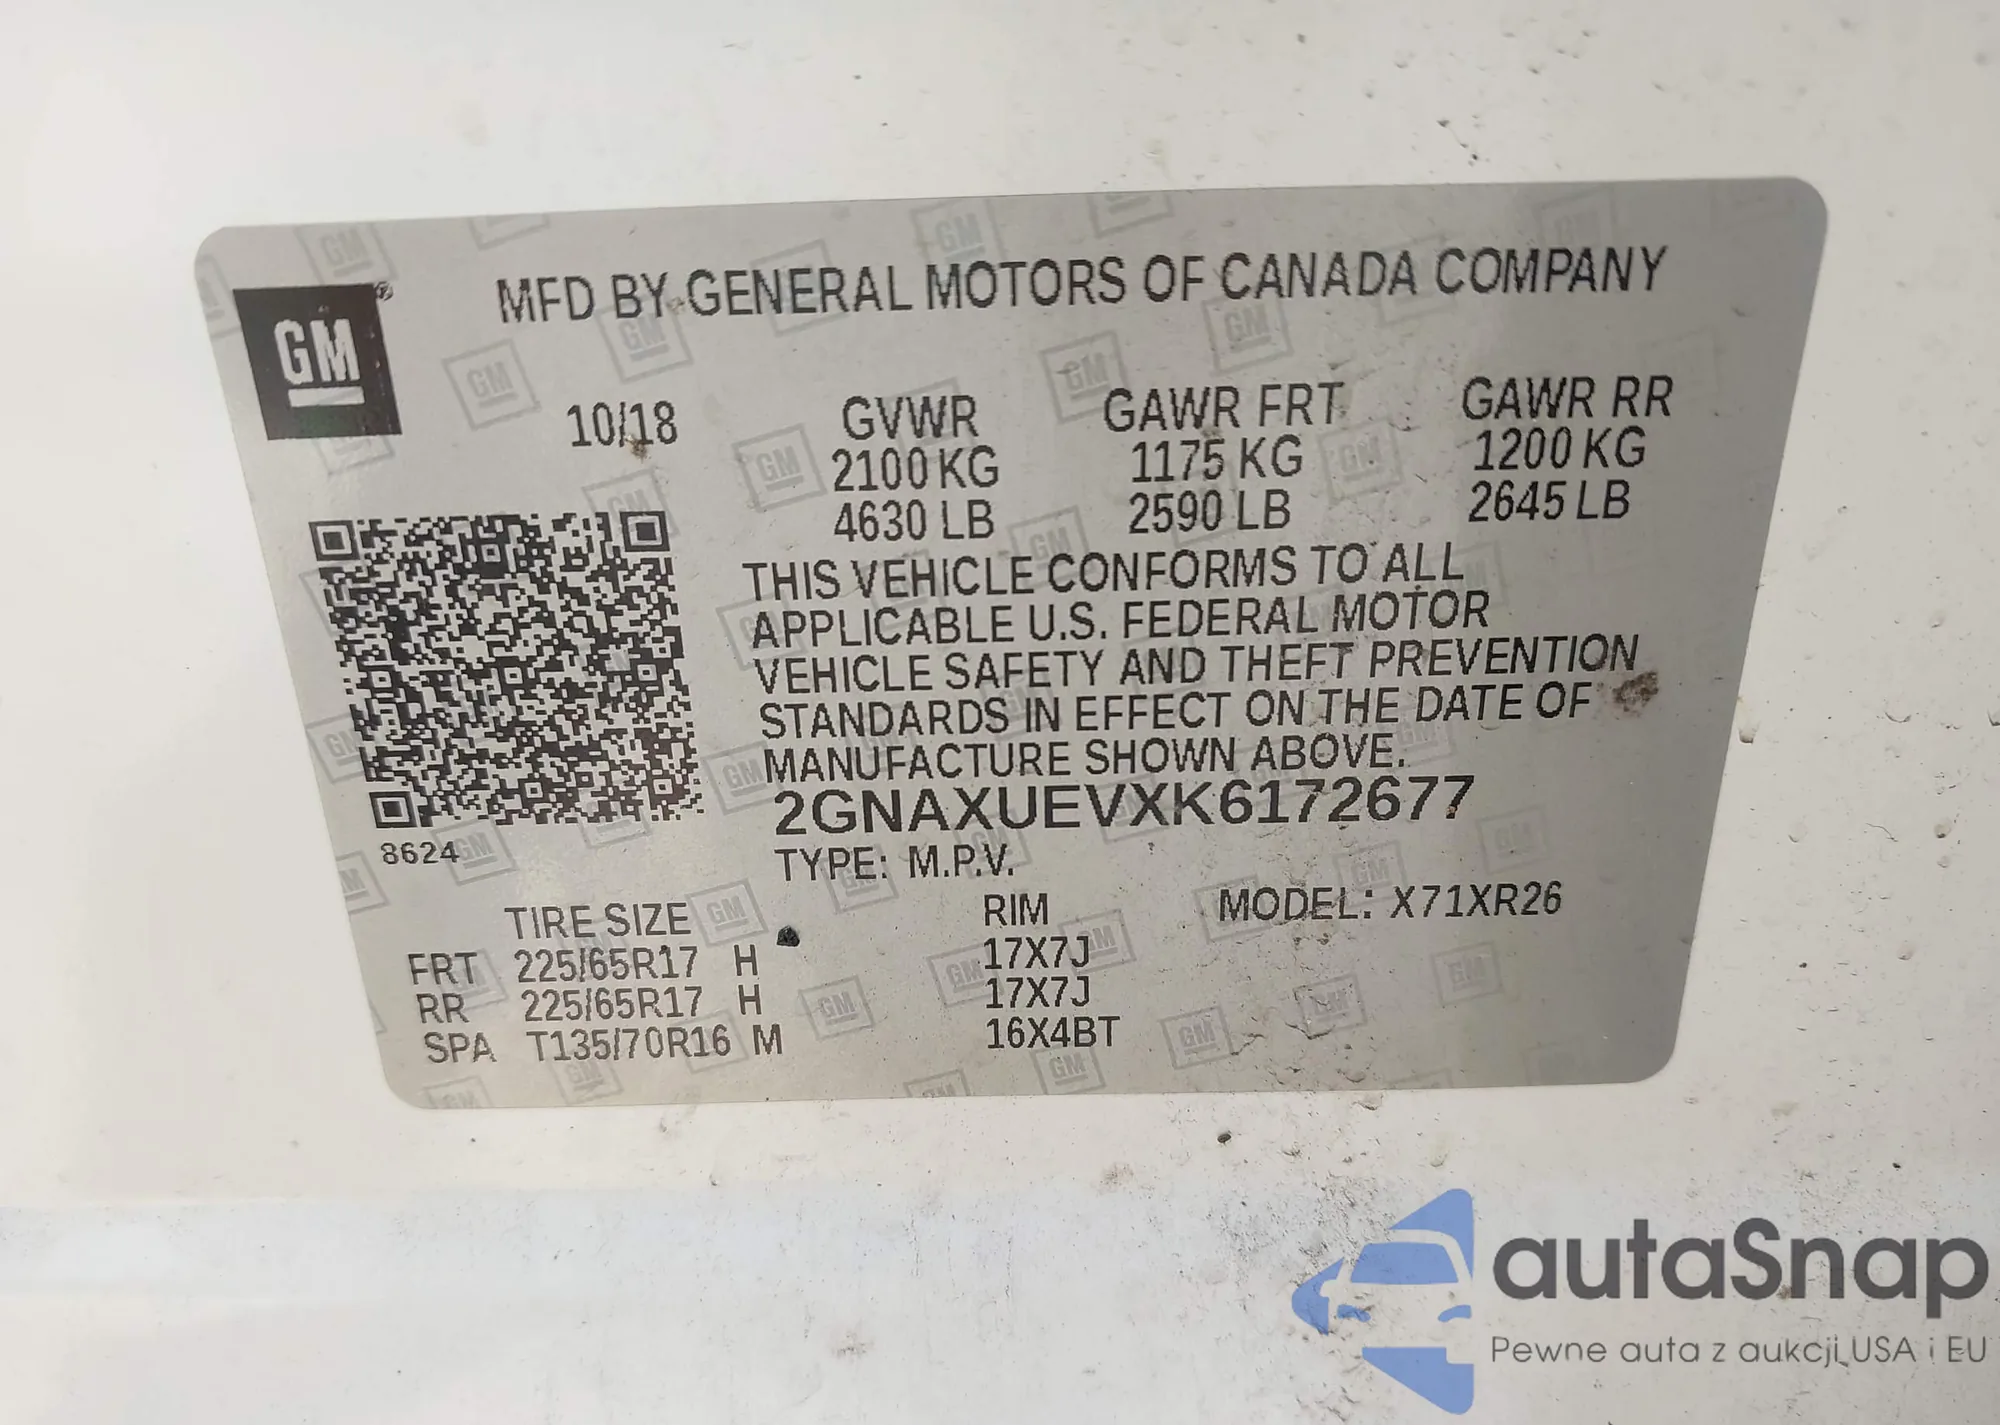 GM®
MFD BY GENERAL MOTORS OF CANADA COMPANY
10/18 GVWR GAWR FRT GAWR RR
2100 KG 1175 KG 1200 KG
4630 LB 2590 LB 2645 LB
THIS VEHICLE CONFORMS TO ALL
APPLICABLE U.S. FEDERAL MOTOR
VEHICLE SAFETY AND THEFT PREVENTION
STANDARDS IN EFFECT ON THE DATE OF
MANUFACTURE SHOWN ABOVE.
2GNAXUEVXK6172677
8624
TYPE: M.P.V.
TIRE SIZE RIM MODEL: X71XR26
FRT 225/65R17 H 17X7J
RR 225/65R17 H 17X7J
SPA T135/70R16 M 16X4BT
autaSnap
Pewne auta z aukcji USA i EU